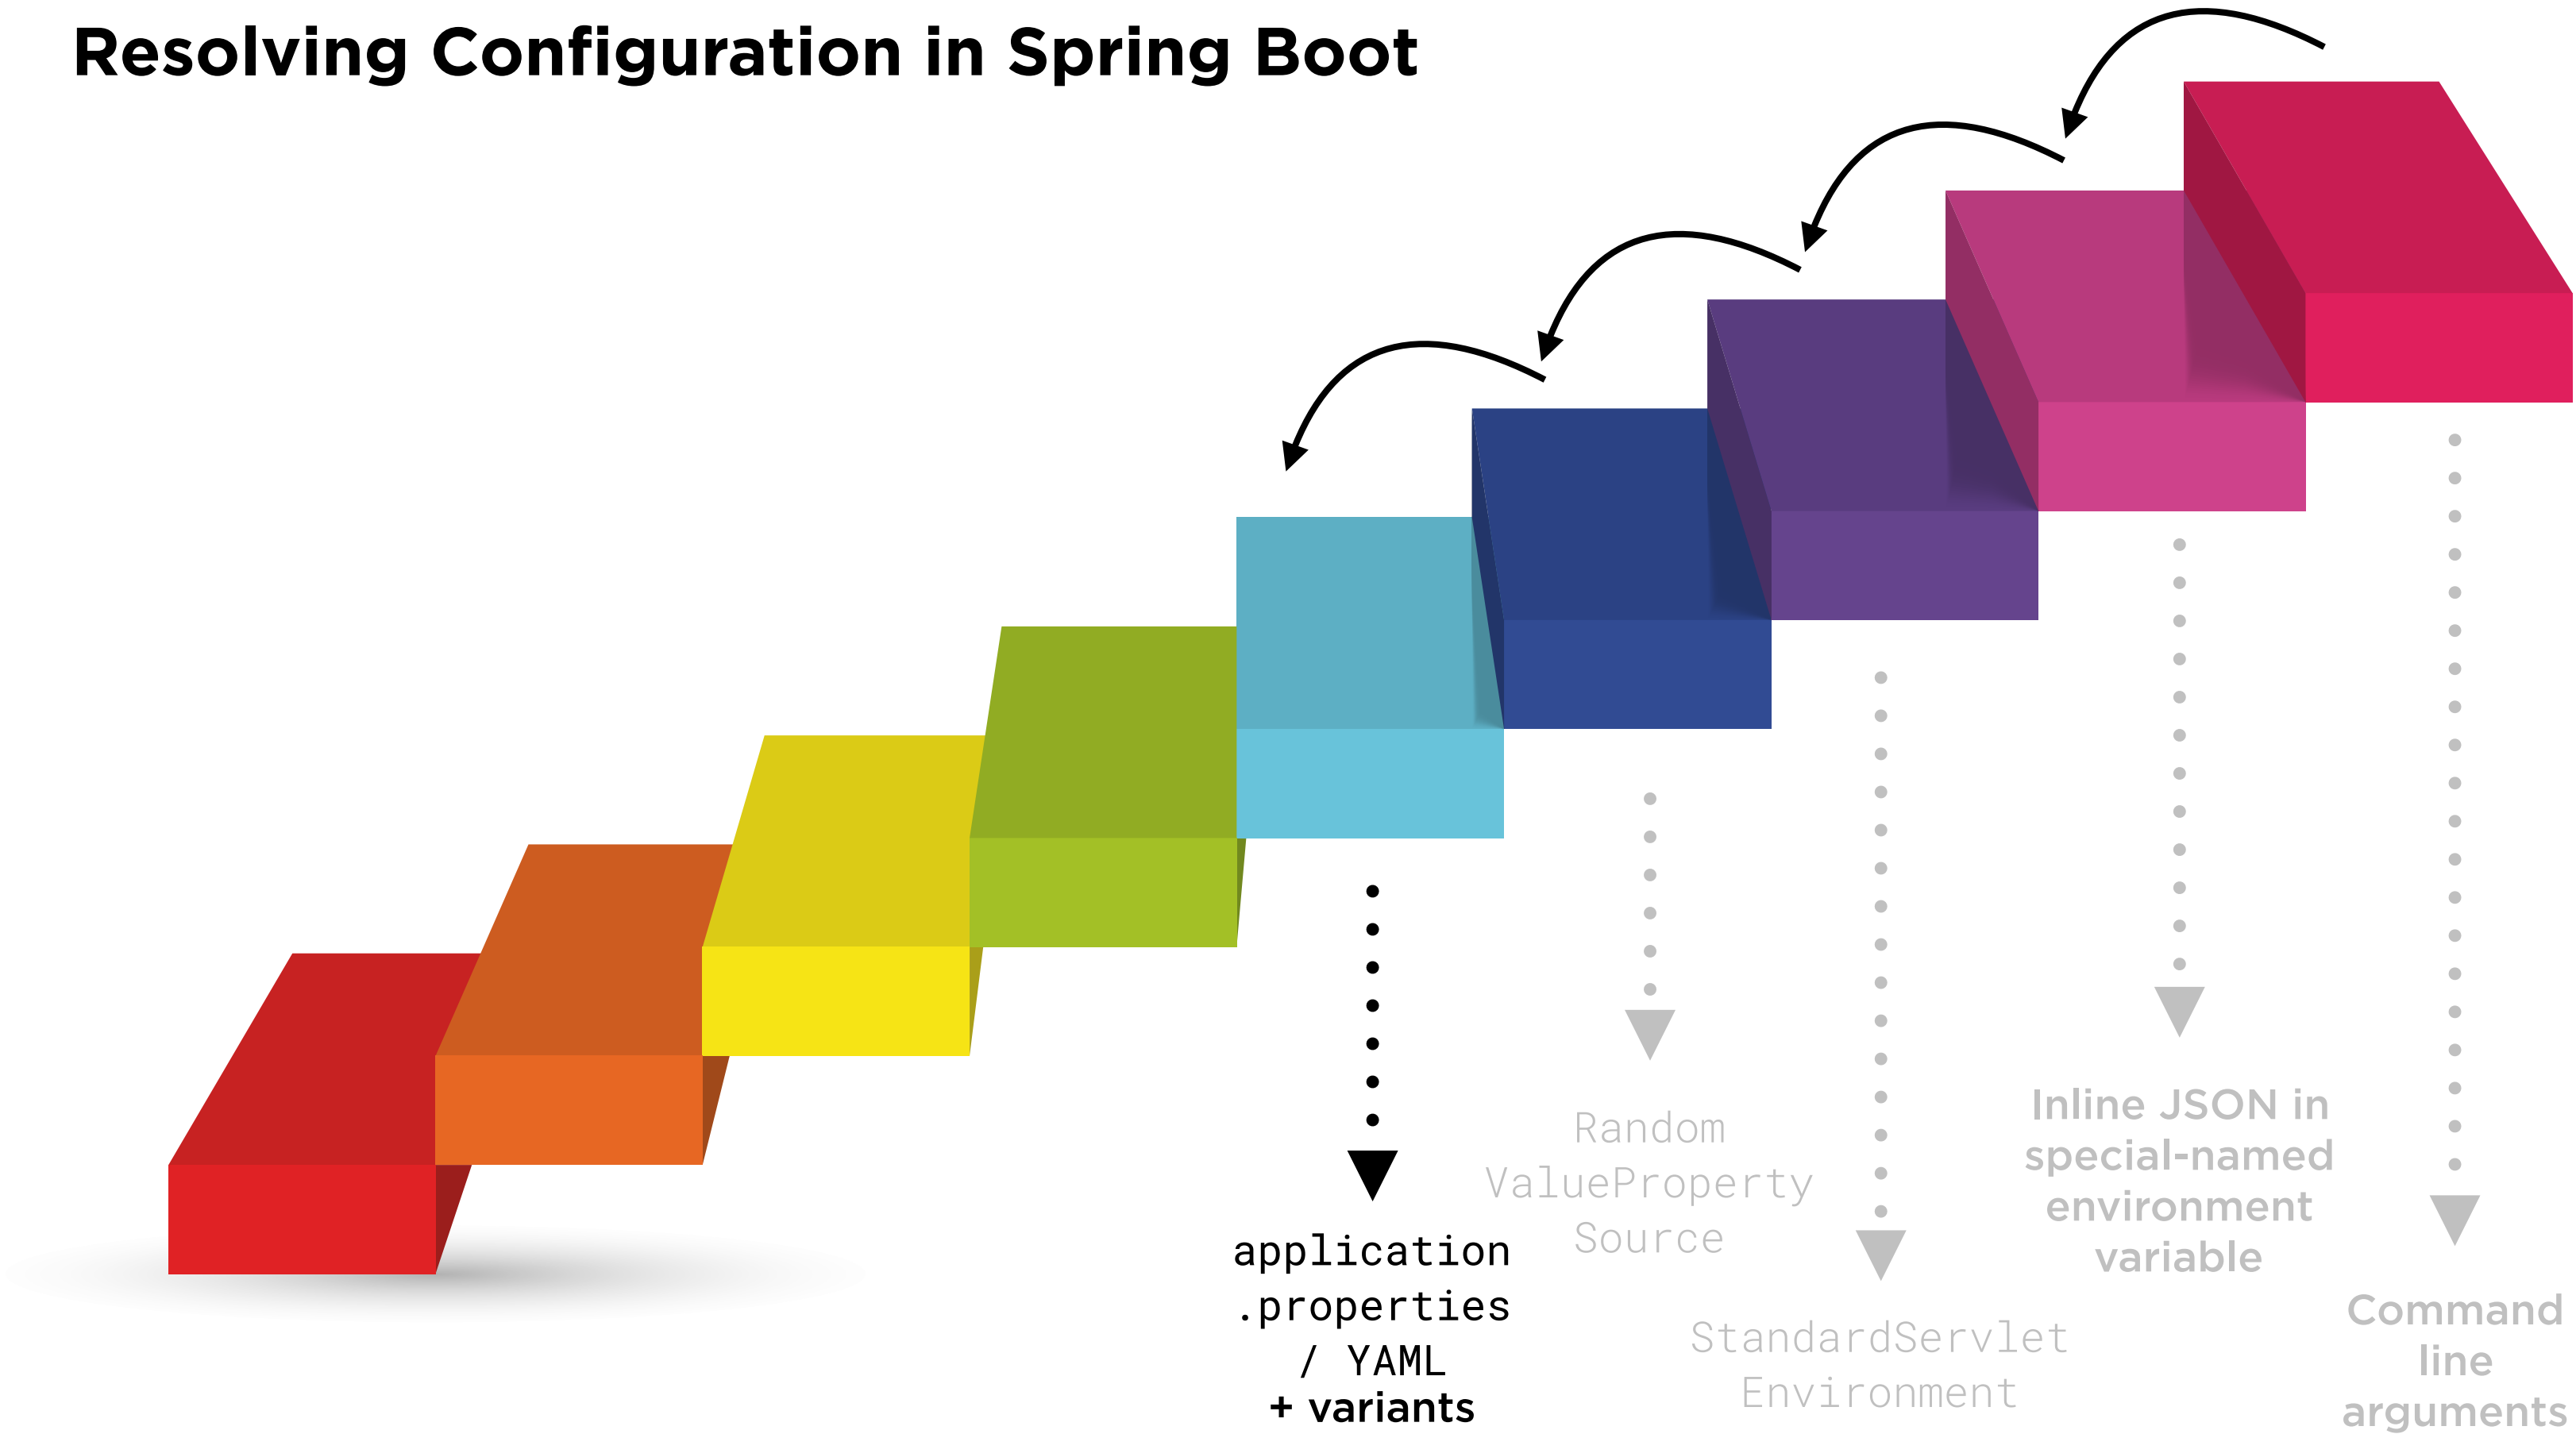 Resolving Configuration in Spring Boot
application
.properties
/ YAML
+ variants
Random
ValueProperty
Source
StandardServlet
Environment
Inline JSON in
special-named
environment
variable
Command
line
arguments